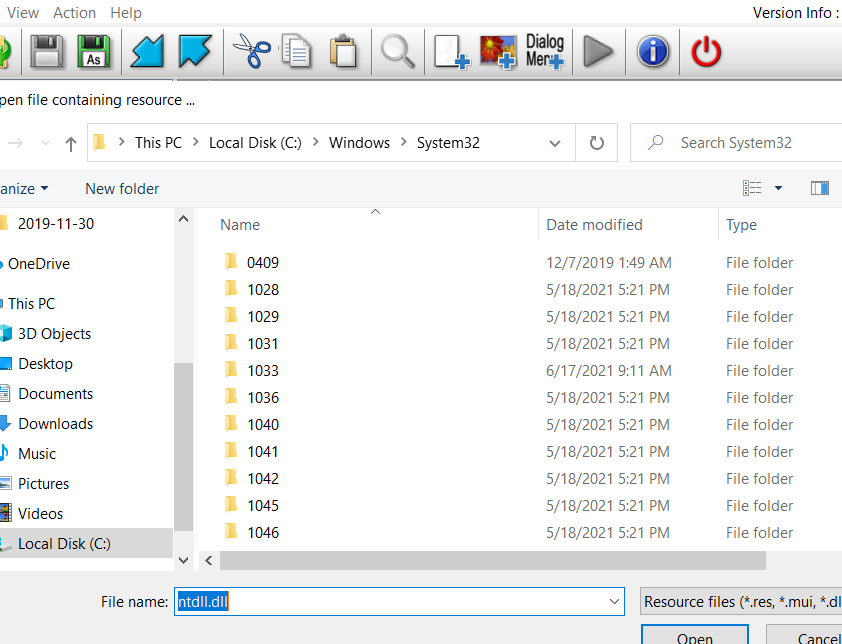 View Action Help Version Info :
As Dialog
Men
pen file containing resource ...
This PC Local Disk (C:) Windows System32 Search System32
anize New folder
Name Date modified Type
2019-11-30
OneDrive
This PC
3D Objects
Desktop
Documents
Downloads
Music
Pictures
Videos
Local Disk (C:)
0409 12/7/2019 1:49 AM File folder
1028 5/18/2021 5:21 PM File folder
1029 5/18/2021 5:21 PM File folder
1031 5/18/2021 5:21 PM File folder
1033 6/17/2021 9:11 AM File folder
1036 5/18/2021 5:21 PM File folder
1040 5/18/2021 5:21 PM File folder
1041 5/18/2021 5:21 PM File folder
1042 5/18/2021 5:21 PM File folder
1045 5/18/2021 5:21 PM File folder
1046 5/18/2021 5:21 PM File folder
File name: ntdll.dll Resource files (*.res, *.mui, *.dl
Open Cancel